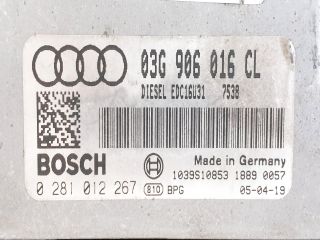 03G 906 016 CL
DIESEL EDC16U31 7538
BOSCH
Made in Germany
1039S10853 1889 0057
0 281 012 267 810 BPG 05-04-19